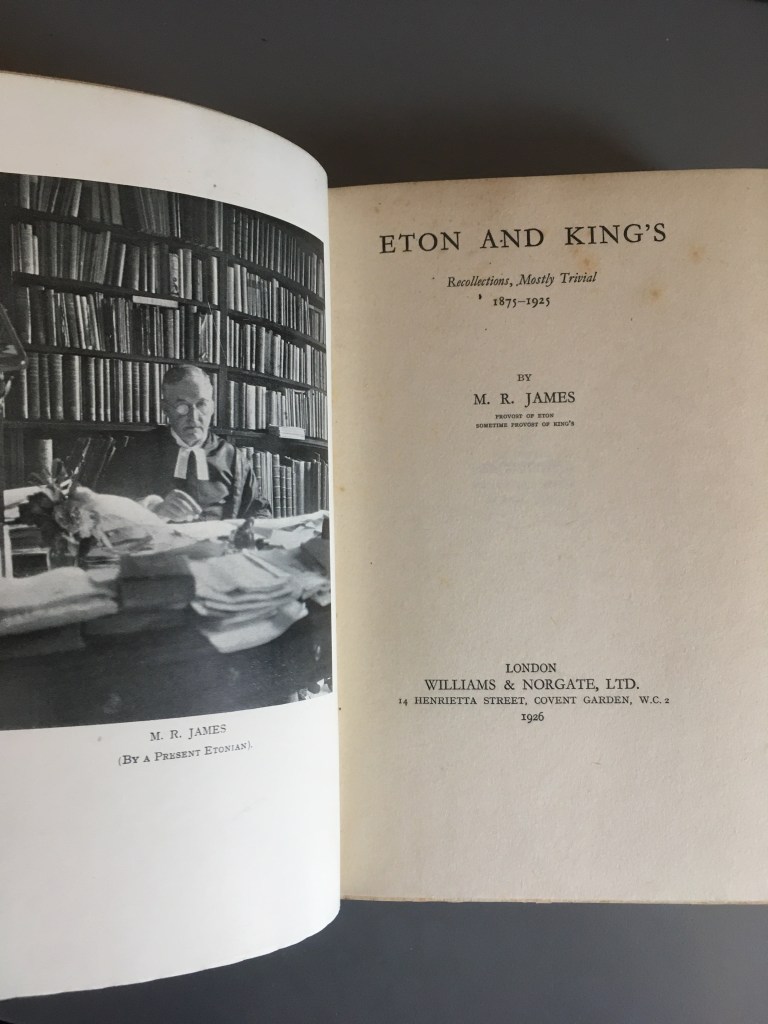 M. R. JAMES
(BY A PRESENT ETONIAN).
ETON AND KING'S
Recollections, Mostly Trivial
1875–1925
BY
M. R. JAMES
PROVOST OF ETON
SOMETIME PROVOST OF KING'S
LONDON
WILLIAMS & NORGATE, LTD.
14 HENRIETTA STREET, COVENT GARDEN, W.C. 2
1926